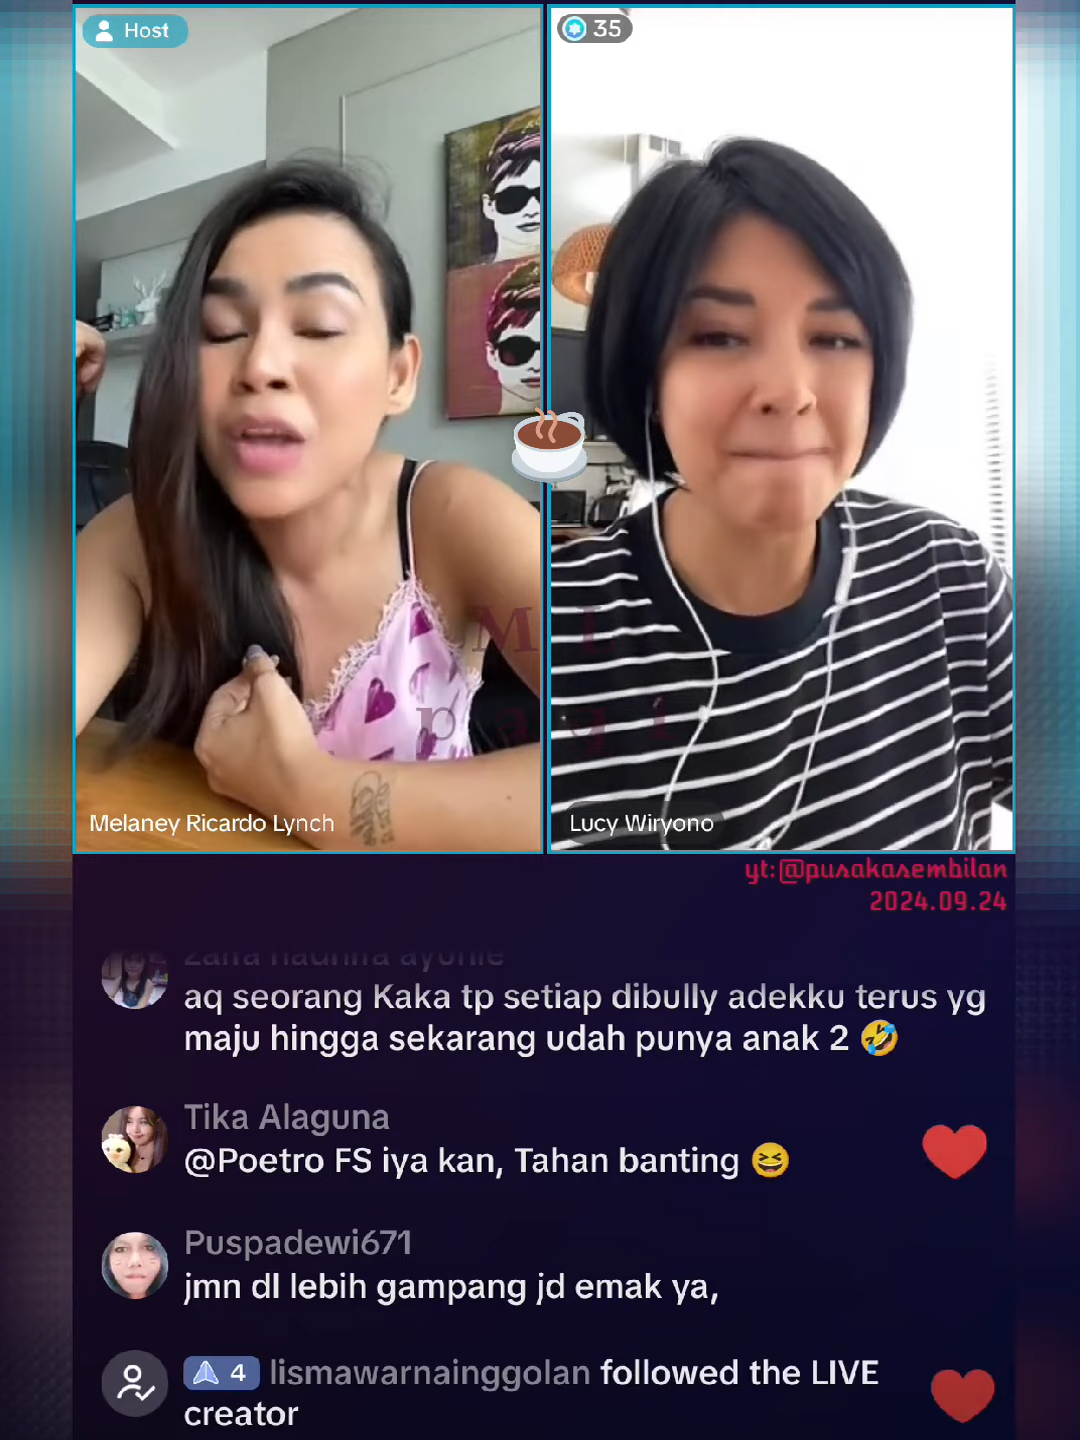 Host
35
M L
pagi
Melaney Ricardo Lynch
Lucy Wiryono
yt:@pusakasembilan
2024.09.24
aq seorang Kaka tp setiap dibully adekku terus yg
maju hingga sekarang udah punya anak 2 🤣
Tika Alaguna
@Poetro FS iya kan, Tahan banting 😆
Puspadewi671
jmn dl lebih gampang jd emak ya,
4 lismawarnainggolan followed the LIVE
creator